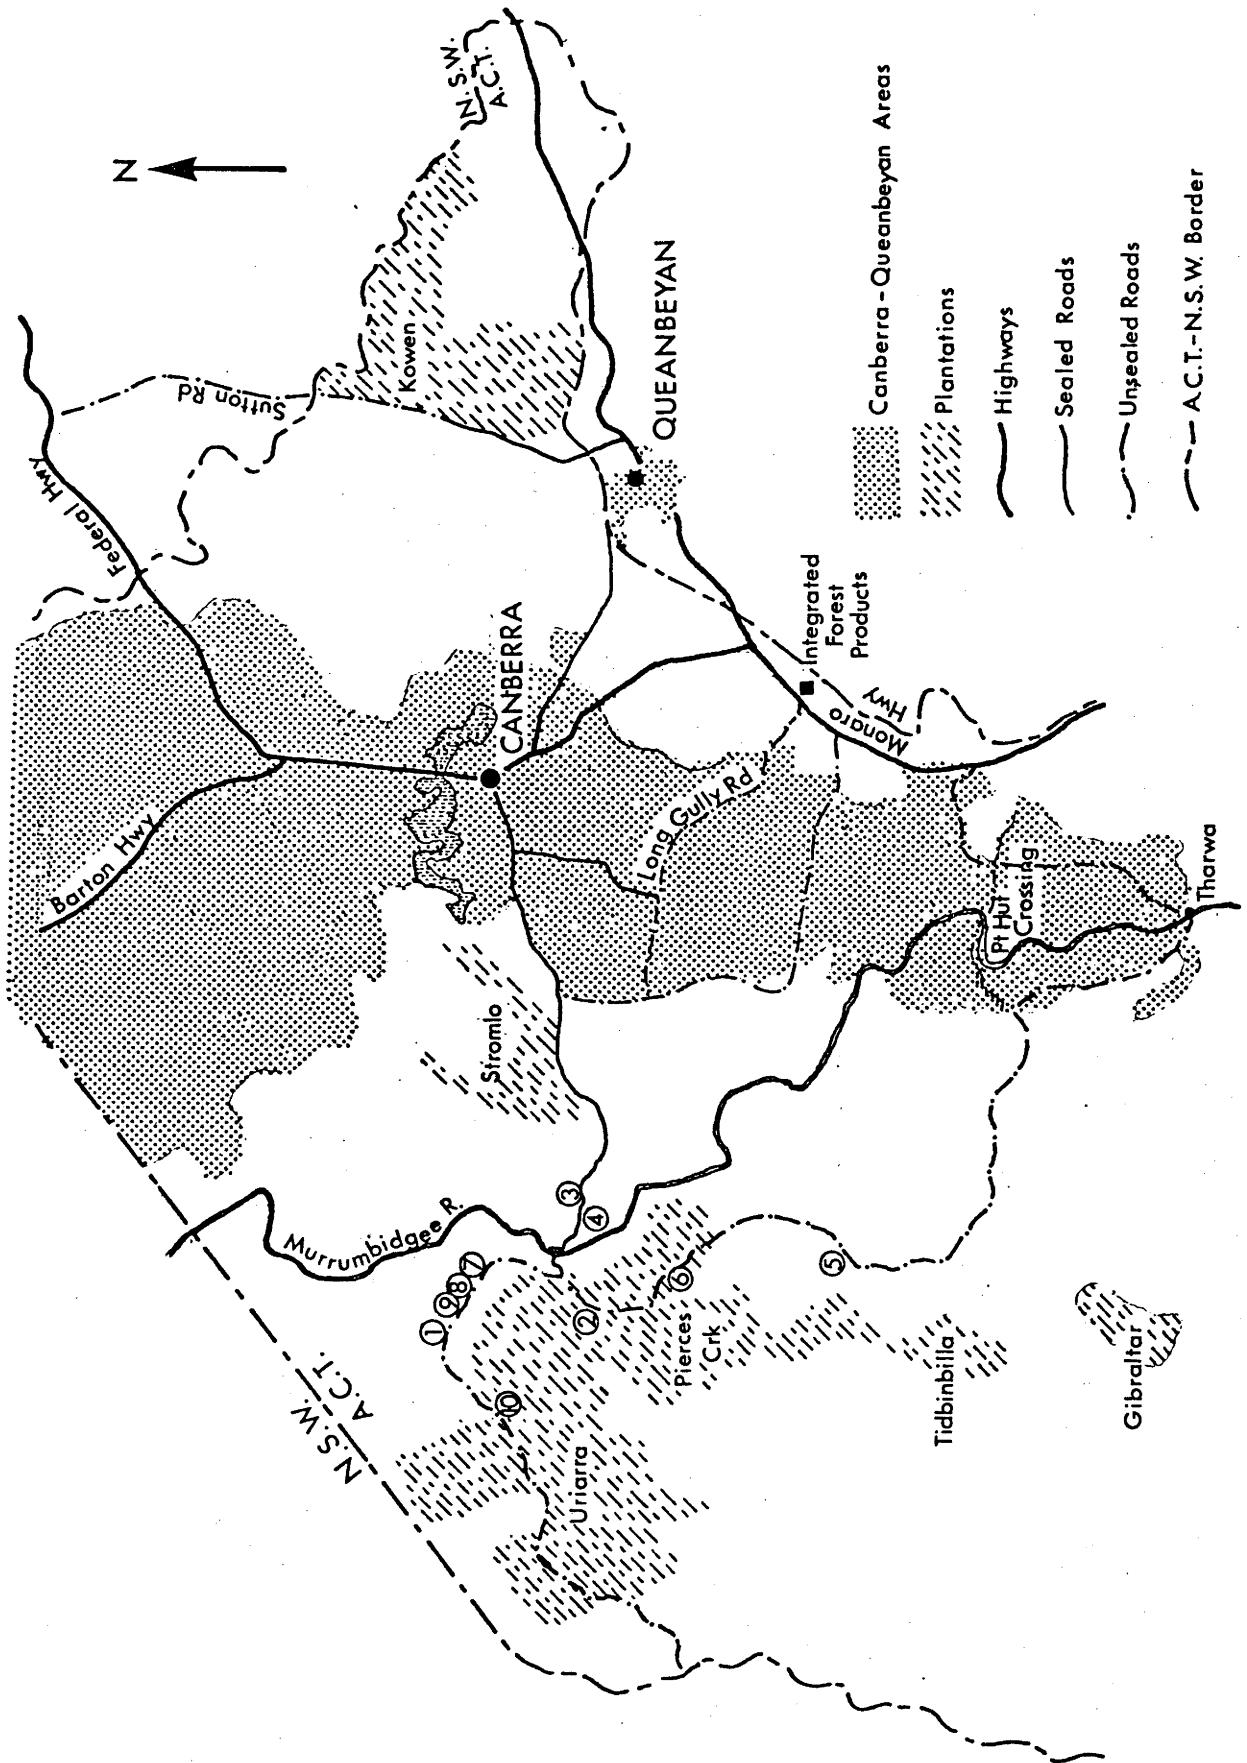 N
N.S.W.
A.C.T.
Federal Hwy
Sutton Rd
Kowen
Barton Hwy
CANBERRA
QUEANBEYAN
Stromlo
Long Gully Rd
Integrated
Forest
Products
Monaro
Hwy
Murrumbidgee R.
N.S.W.
A.C.T.
1
9
8
7
3
4
10
2
6
5
Uriarra
Pierces
Crk
Tidbinbilla
Gibraltar
Pt Hut
Crossing
Tharwa
Canberra-Queanbeyan Areas
Plantations
Highways
Sealed Roads
Unsealed Roads
A.C.T.-N.S.W. Border